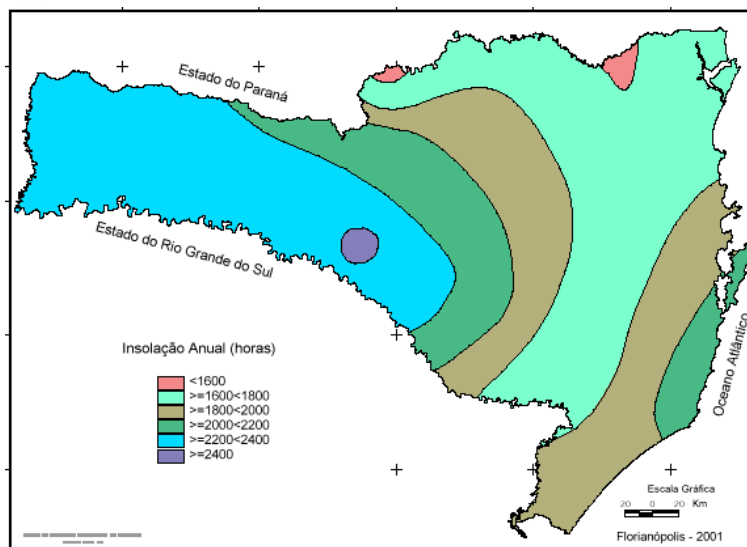 Estado do Paraná
Estado do Rio Grande do Sul
Oceano Atlântico
Insolação Anual (horas)
<1600
>=1600<1800
>=1800<2000
>=2000<2200
>=2200<2400
>=2400
Escala Gráfica
20 0 20 Km
Florianópolis - 2001